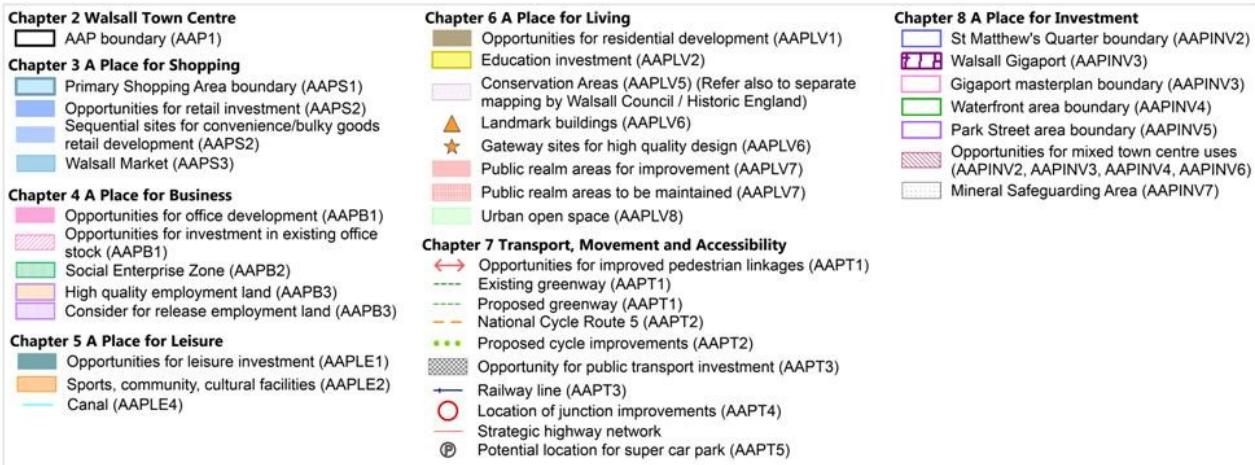 Chapter 2 Walsall Town Centre
AAP boundary (AAP1)
Chapter 3 A Place for Shopping
Primary Shopping Area boundary (AAPS1)
Opportunities for retail investment (AAPS2)
Sequential sites for convenience/bulky goods
retail development (AAPS2)
Walsall Market (AAPS3)
Chapter 4 A Place for Business
Opportunities for office development (AAPB1)
Opportunities for investment in existing office
stock (AAPB1)
Social Enterprise Zone (AAPB2)
High quality employment land (AAPB3)
Consider for release employment land (AAPB3)
Chapter 5 A Place for Leisure
Opportunities for leisure investment (AAPLE1)
Sports, community, cultural facilities (AAPLE2)
Canal (AAPLE4)
Chapter 6 A Place for Living
Opportunities for residential development (AAPLV1)
Education investment (AAPLV2)
Conservation Areas (AAPLV5) (Refer also to separate
mapping by Walsall Council / Historic England)
Landmark buildings (AAPLV6)
Gateway sites for high quality design (AAPLV6)
Public realm areas for improvement (AAPLV7)
Public realm areas to be maintained (AAPLV7)
Urban open space (AAPLV8)
Chapter 7 Transport, Movement and Accessibility
Opportunities for improved pedestrian linkages (AAPT1)
Existing greenway (AAPT1)
Proposed greenway (AAPT1)
National Cycle Route 5 (AAPT2)
Proposed cycle improvements (AAPT2)
Opportunity for public transport investment (AAPT3)
Railway line (AAPT3)
Location of junction improvements (AAPT4)
Strategic highway network
P Potential location for super car park (AAPT5)
Chapter 8 A Place for Investment
St Matthew's Quarter boundary (AAPINV2)
Walsall Gigaport (AAPINV3)
Gigaport masterplan boundary (AAPINV3)
Waterfront area boundary (AAPINV4)
Park Street area boundary (AAPINV5)
Opportunities for mixed town centre uses
(AAPINV2, AAPINV3, AAPINV4, AAPINV6)
Mineral Safeguarding Area (AAPINV7)